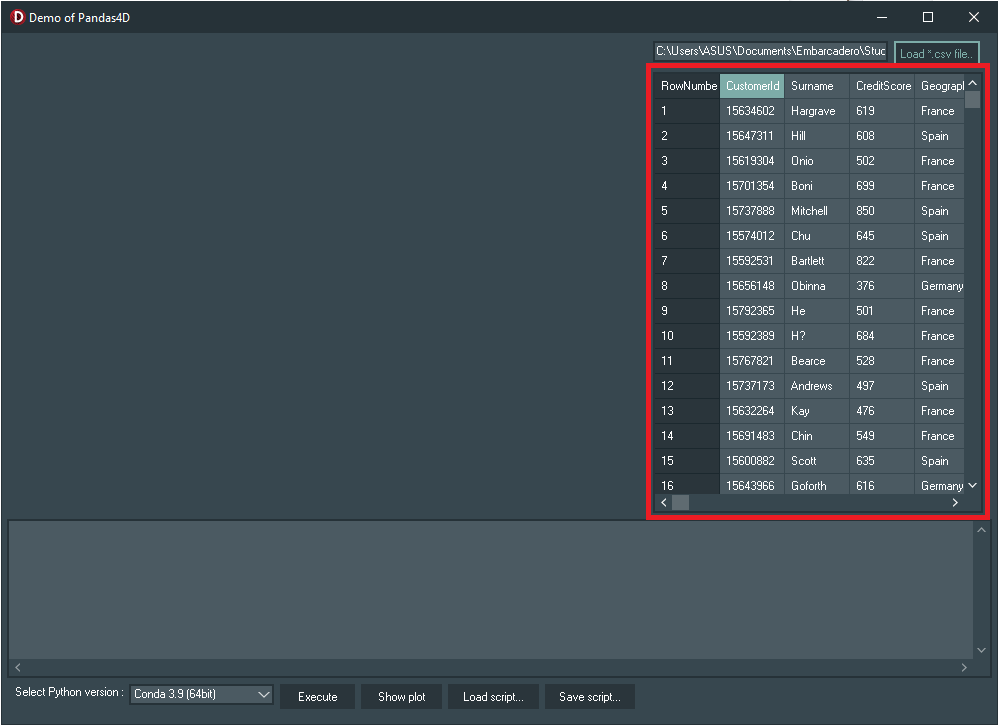 Demo of Pandas4D
C:\Users\ASUS\Documents\Embarcadero\Stud
Load *.csv file..
RowNumbe CustomerId Surname CreditScore Geograpl
1 15634602 Hargrave 619 France
2 15647311 Hill 608 Spain
3 15619304 Onio 502 France
4 15701354 Boni 699 France
5 15737888 Mitchell 850 Spain
6 15574012 Chu 645 Spain
7 15592531 Bartlett 822 France
8 15656148 Obinna 376 Germany
9 15792365 He 501 France
10 15592389 H? 684 France
11 15767821 Bearce 528 France
12 15737173 Andrews 497 Spain
13 15632264 Kay 476 France
14 15691483 Chin 549 France
15 15600882 Scott 635 Spain
16 15643966 Goforth 616 Germany
Select Python version : Conda 3.9 (64bit) Execute Show plot Load script... Save script...